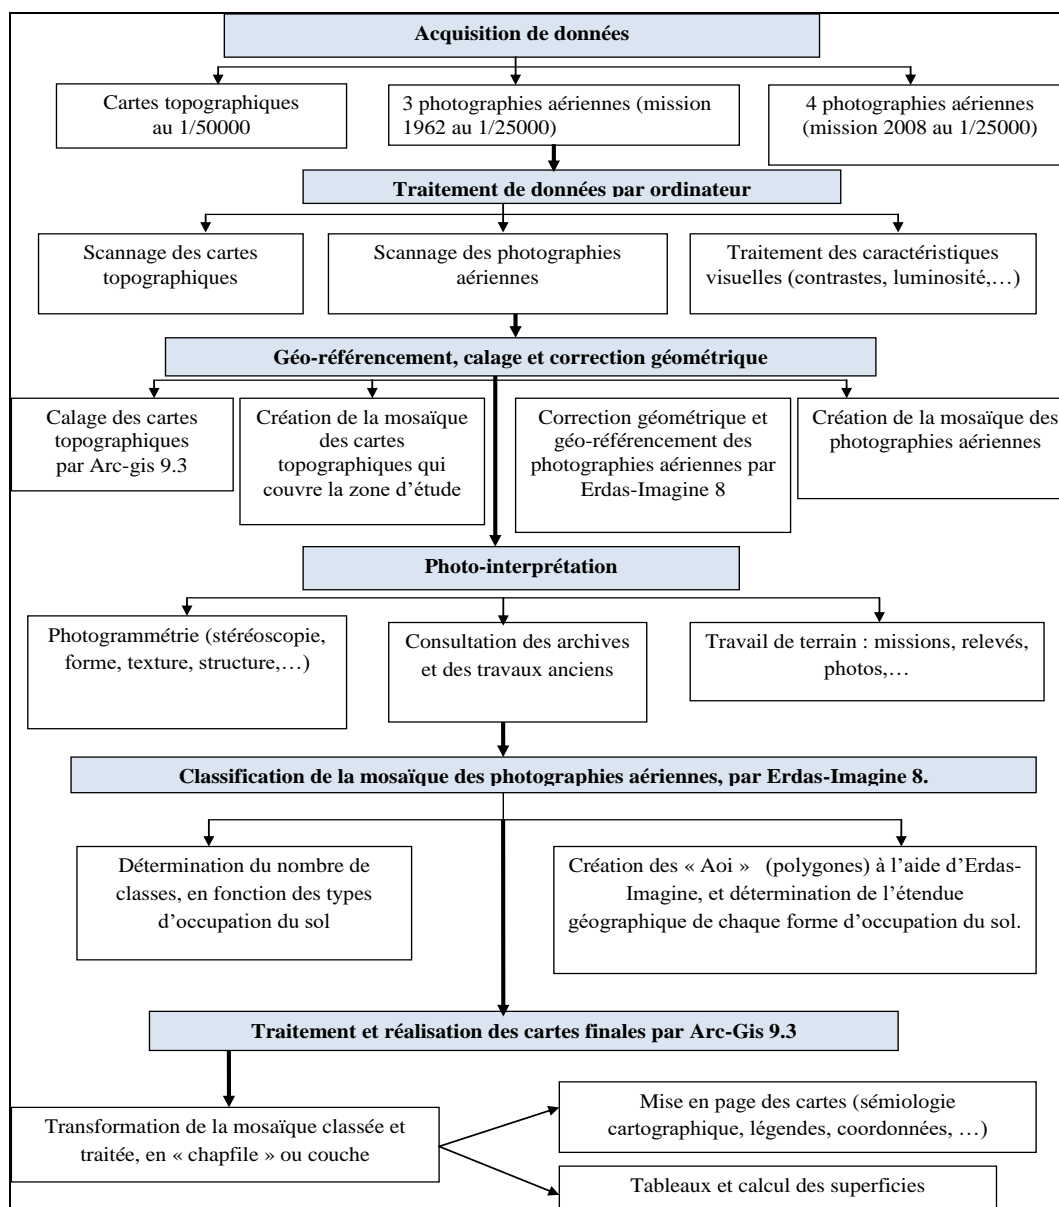 Acquisition de données
Cartes topographiques
au 1/50000
3 photographies aériennes (mission
1962 au 1/25000)
4 photographies aériennes
(mission 2008 au 1/25000)
Traitement de données par ordinateur
Scannage des cartes
topographiques
Scannage des photographies
aériennes
Traitement des caractéristiques
visuelles (contrastes, luminosité,…)
Géo-référencement, calage et correction géométrique
Calage des cartes
topographiques
par Arc-gis 9.3
Création de la mosaïque
des cartes
topographiques qui
couvre la zone d’étude
Correction géométrique et
géo-référencement des
photographies aériennes par
Erdas-Imagine 8
Création de la mosaïque des
photographies aériennes
Photo-interprétation
Photogrammétrie (stéréoscopie,
forme, texture, structure,…)
Consultation des archives
et des travaux anciens
Travail de terrain : missions, relevés,
photos,…
Classification de la mosaïque des photographies aériennes, par Erdas-Imagine 8.
Détermination du nombre de
classes, en fonction des types
d’occupation du sol
Création des « Aoi » (polygones) à l’aide d’Erdas-
Imagine, et détermination de l’étendue
géographique de chaque forme d’occupation du sol.
Traitement et réalisation des cartes finales par Arc-Gis 9.3
Transformation de la mosaïque classée et
traitée, en « chapfile » ou couche
Mise en page des cartes (sémiologie
cartographique, légendes, coordonnées, …)
Tableaux et calcul des superficies